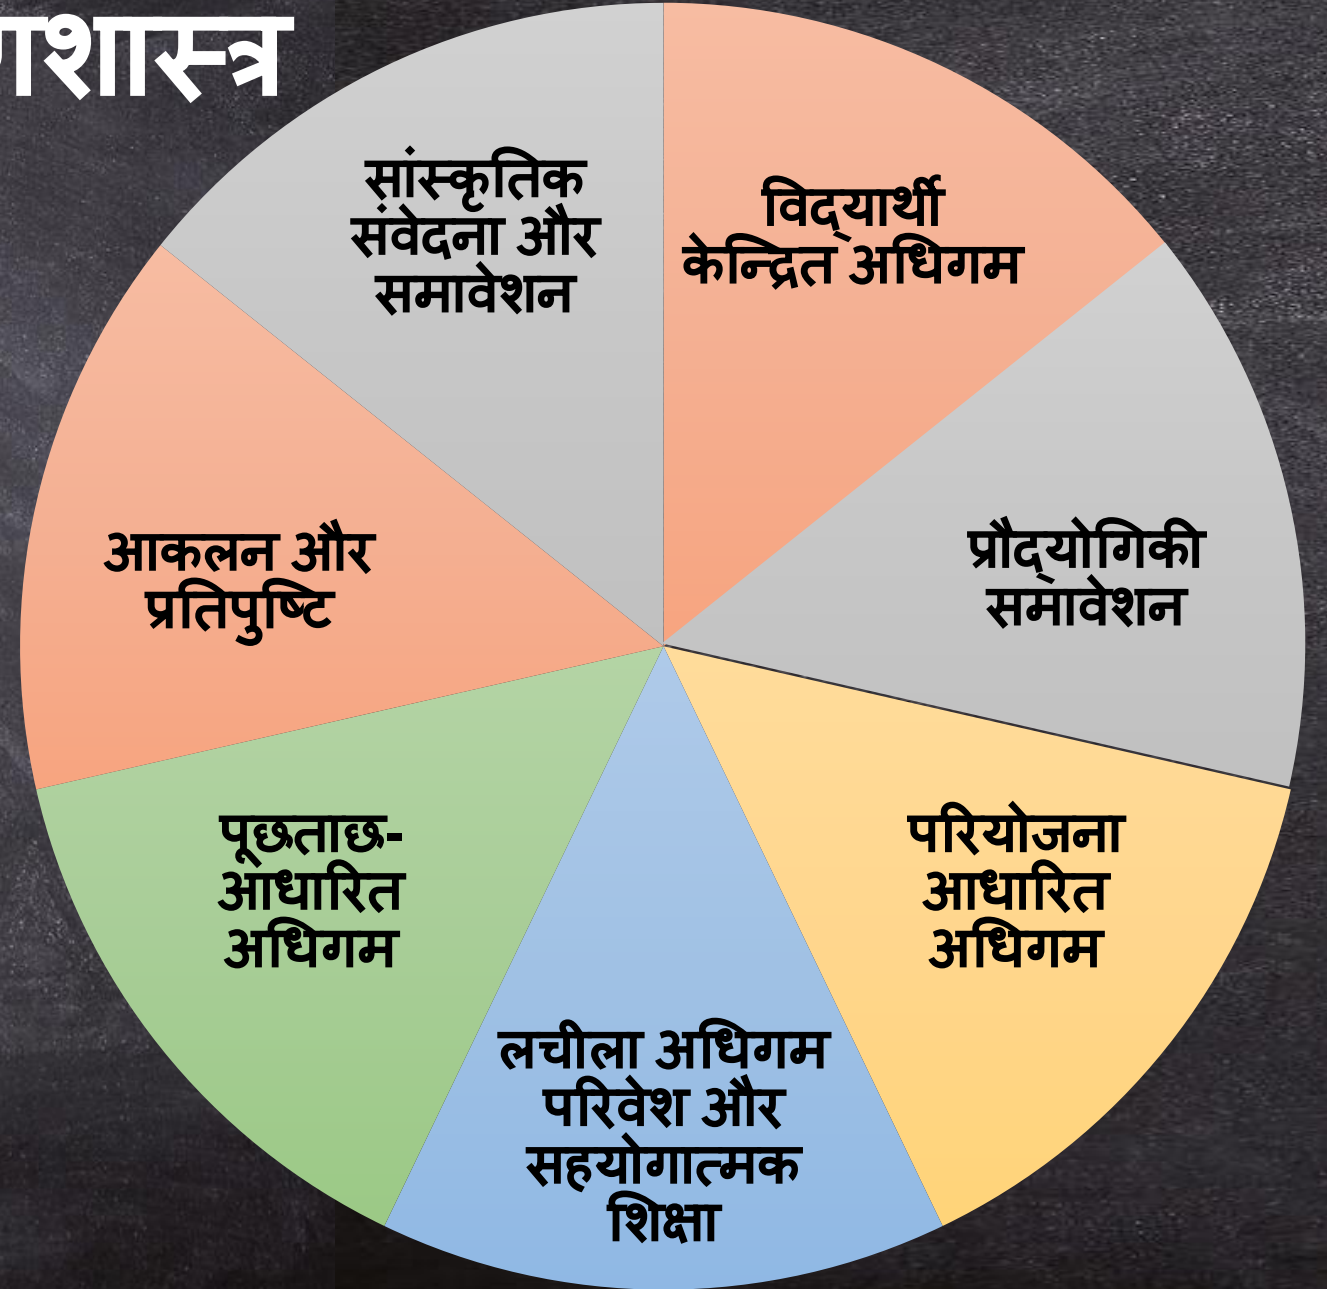 सांस्कृतिक
संवेदना और
समावेशन
विद्यार्थी
केन्द्रित अधिगम
प्रौद्योगिकी
समावेशन
परियोजना
आधारित
अधिगम
लचीला अधिगम
परिवेश और
सहयोगात्मक
शिक्षा
पूछताछ-
आधारित
अधिगम
आकलन और
प्रतिपुष्टि